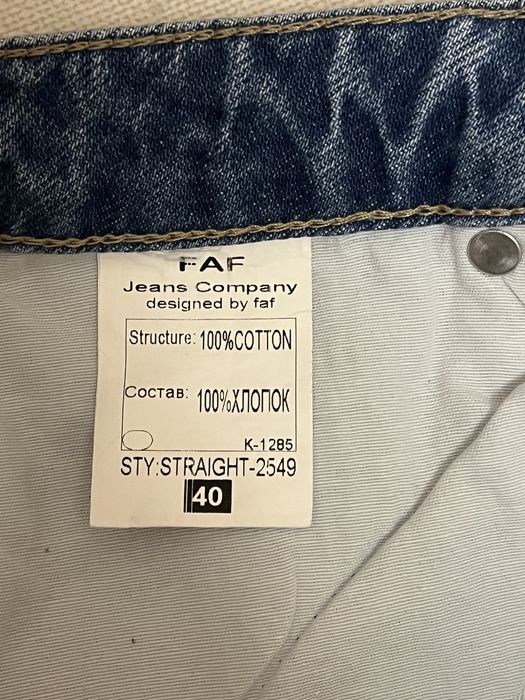 FAF
Jeans Company
designed by faf
Structure: 100%COTTON
Состав: 100%ХЛОПОК
K-1285
STY:STRAIGHT-2549
40